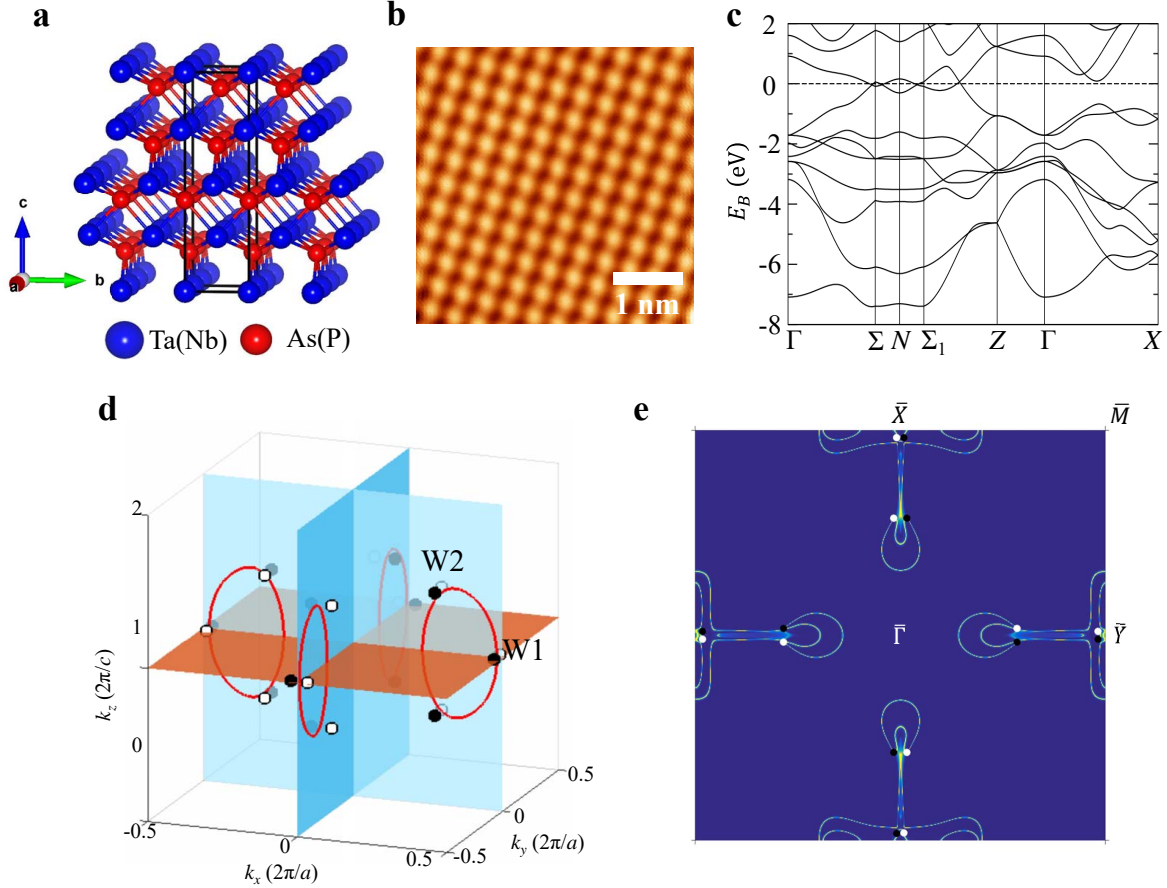 a
c
a
b
Ta(Nb) As(P)
b
1 nm
c
2
0
-2
-4
-6
-8
E_B (eV)
Γ Σ N Σ₁ Z Γ X
d
2
1
0
k_z (2π/c)
W2
W1
-0.5
0
0.5
k_x (2π/a)
-0.5
0
0.5
k_y (2π/a)
e
X̄ M̄
Γ̄ Ȳ